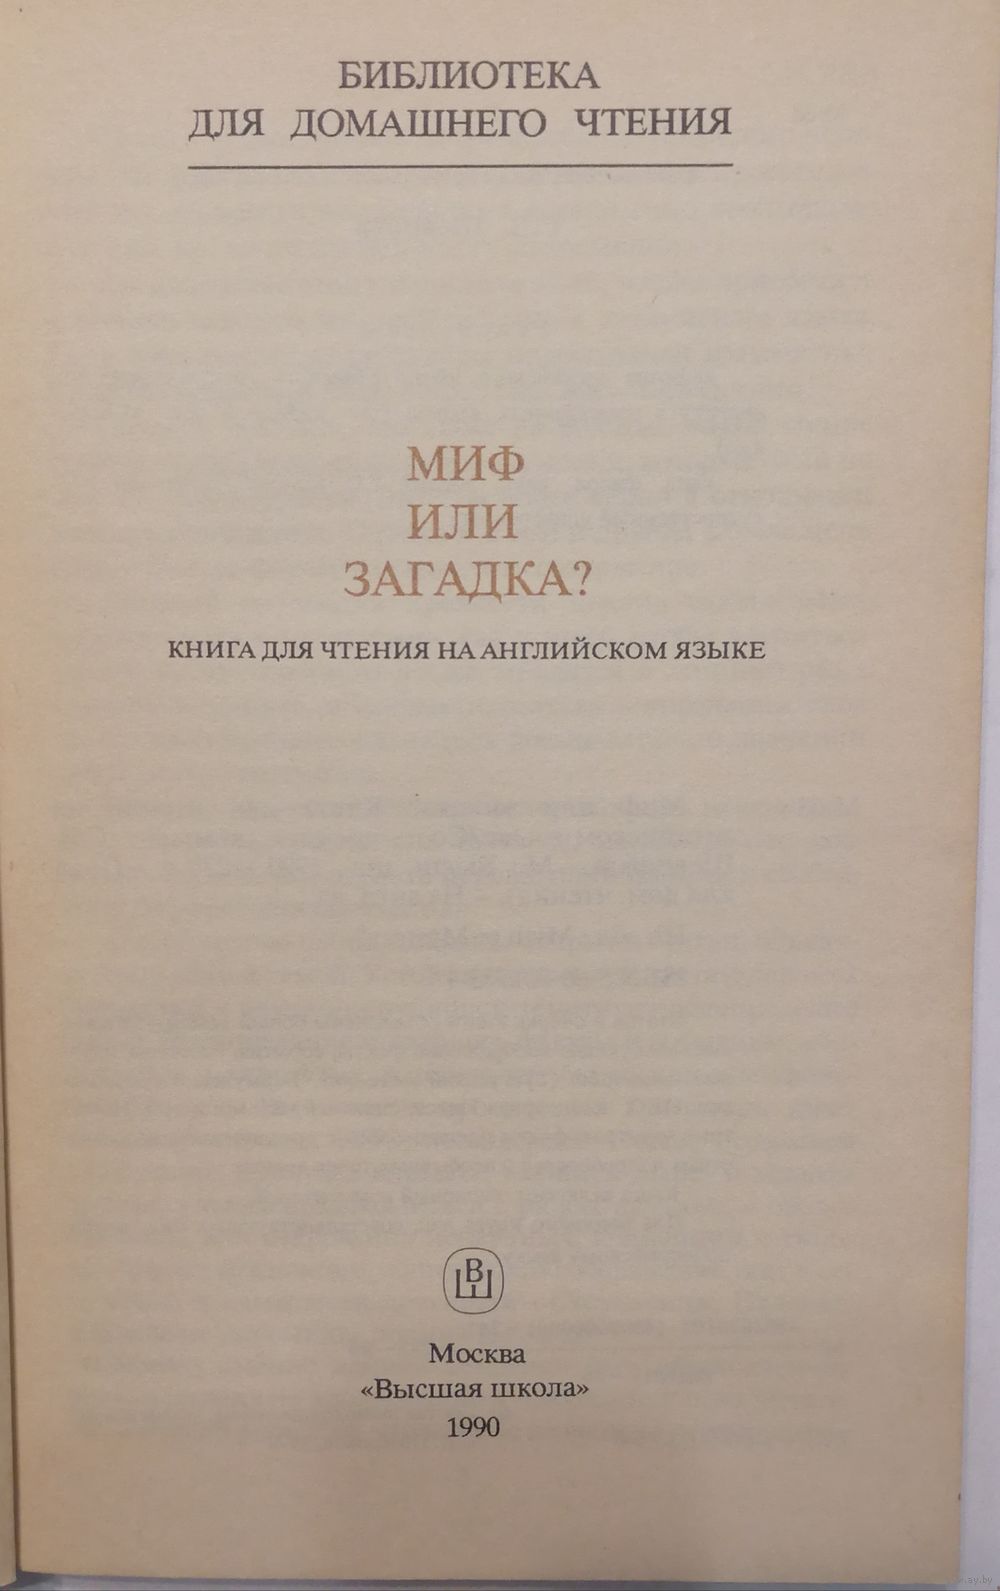 БИБЛИОТЕКА
ДЛЯ ДОМАШНЕГО ЧТЕНИЯ
МИФ
ИЛИ
ЗАГАДКА?
КНИГА ДЛЯ ЧТЕНИЯ НА АНГЛИЙСКОМ ЯЗЫКЕ
ВШ
Москва
«Высшая школа»
1990